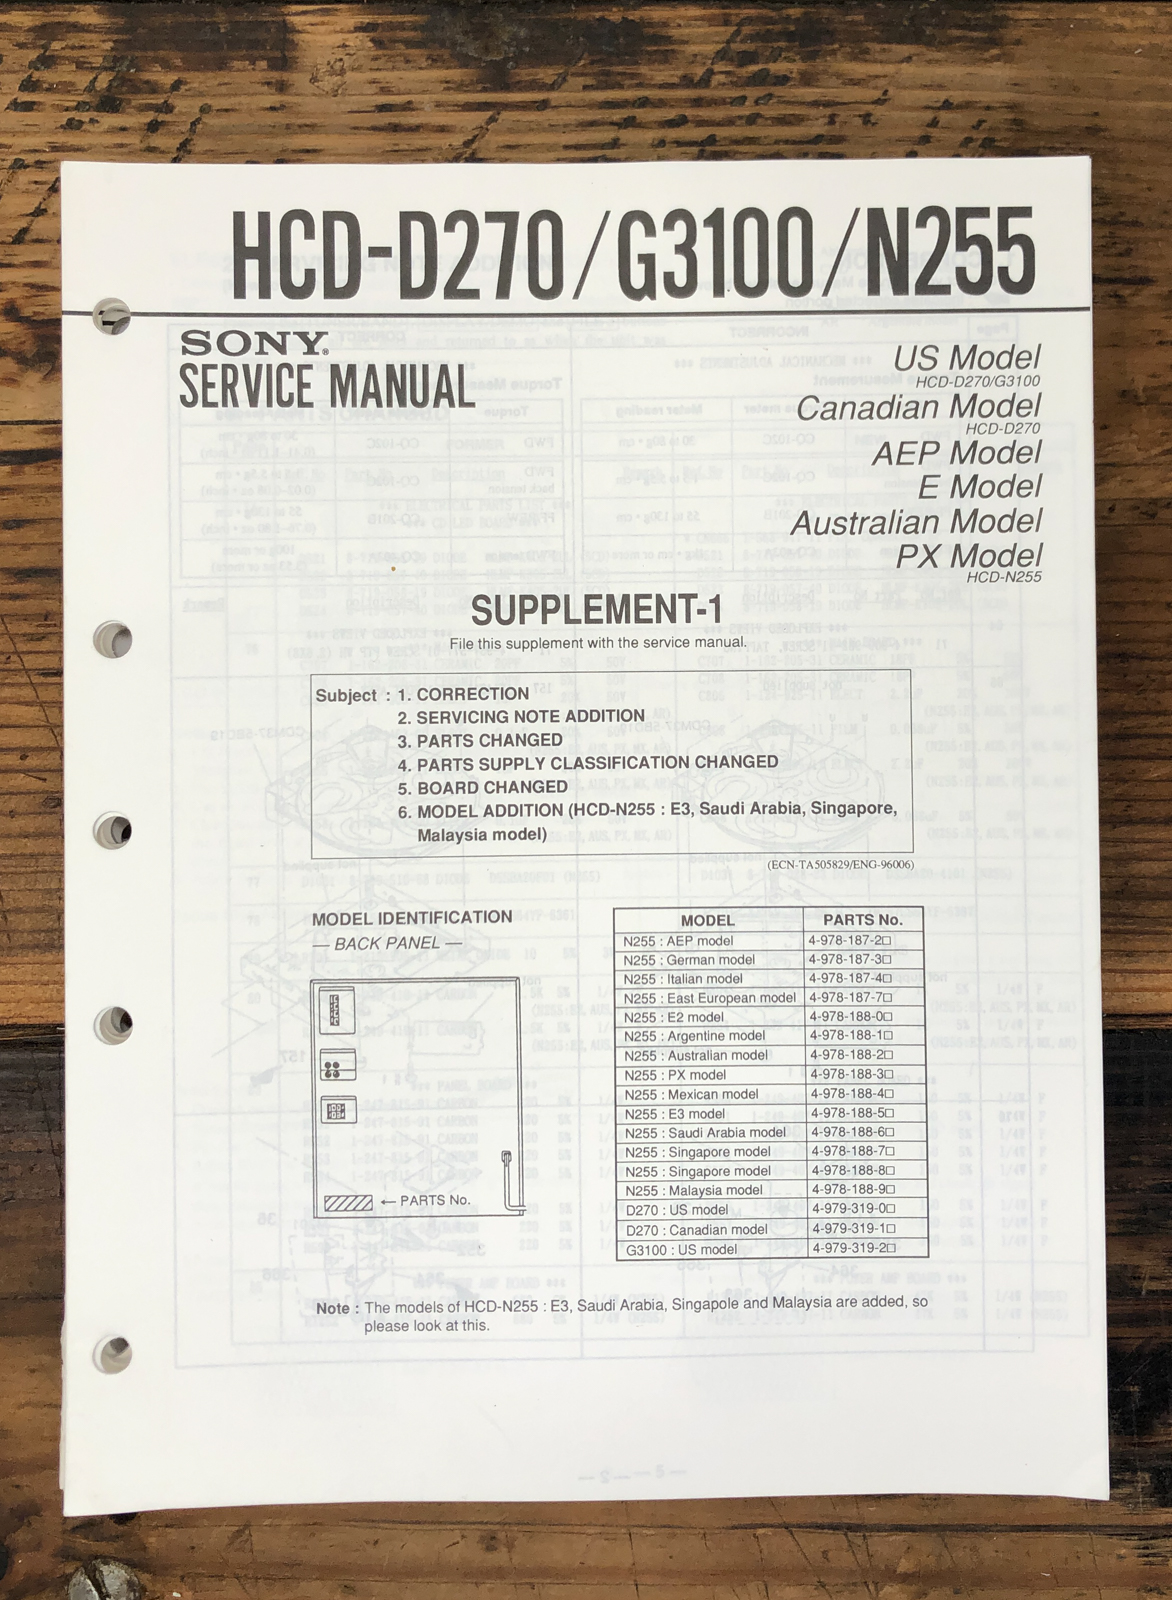 HCD-D270/G3100/N255
SONY®
SERVICE MANUAL
US Model
HCD-D270/G3100
Canadian Model
HCD-D270
AEP Model
E Model
Australian Model
PX Model
HCD-N255
SUPPLEMENT-1
File this supplement with the service manual.
Subject : 1. CORRECTION
2. SERVICING NOTE ADDITION
3. PARTS CHANGED
4. PARTS SUPPLY CLASSIFICATION CHANGED
5. BOARD CHANGED
6. MODEL ADDITION (HCD-N255 : E3, Saudi Arabia, Singapore,
Malaysia model)
(ECN-TA505829/ENG-96006)
MODEL IDENTIFICATION
— BACK PANEL —
← PARTS No.
MODEL PARTS No.
N255 : AEP model 4-978-187-2□
N255 : German model 4-978-187-3□
N255 : Italian model 4-978-187-4□
N255 : East European model 4-978-187-7□
N255 : E2 model 4-978-188-0□
N255 : Argentine model 4-978-188-1□
N255 : Australian model 4-978-188-2□
N255 : PX model 4-978-188-3□
N255 : Mexican model 4-978-188-4□
N255 : E3 model 4-978-188-5□
N255 : Saudi Arabia model 4-978-188-6□
N255 : Singapore model 4-978-188-7□
N255 : Singapore model 4-978-188-8□
N255 : Malaysia model 4-978-188-9□
D270 : US model 4-979-319-0□
D270 : Canadian model 4-979-319-1□
G3100 : US model 4-979-319-2□
Note : The models of HCD-N255 : E3, Saudi Arabia, Singapole and Malaysia are added, so
please look at this.